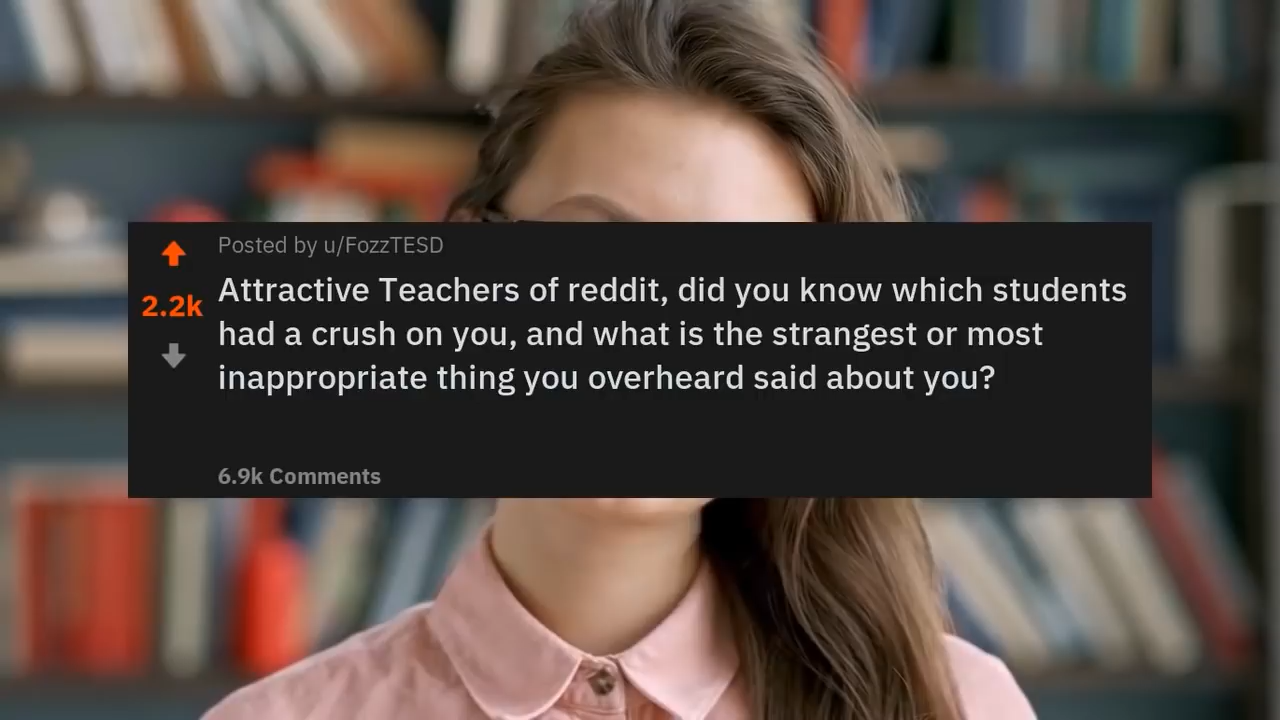 Posted by u/FozzTESD
2.2k
Attractive Teachers of reddit, did you know which students
had a crush on you, and what is the strangest or most
inappropriate thing you overheard said about you?
6.9k Comments